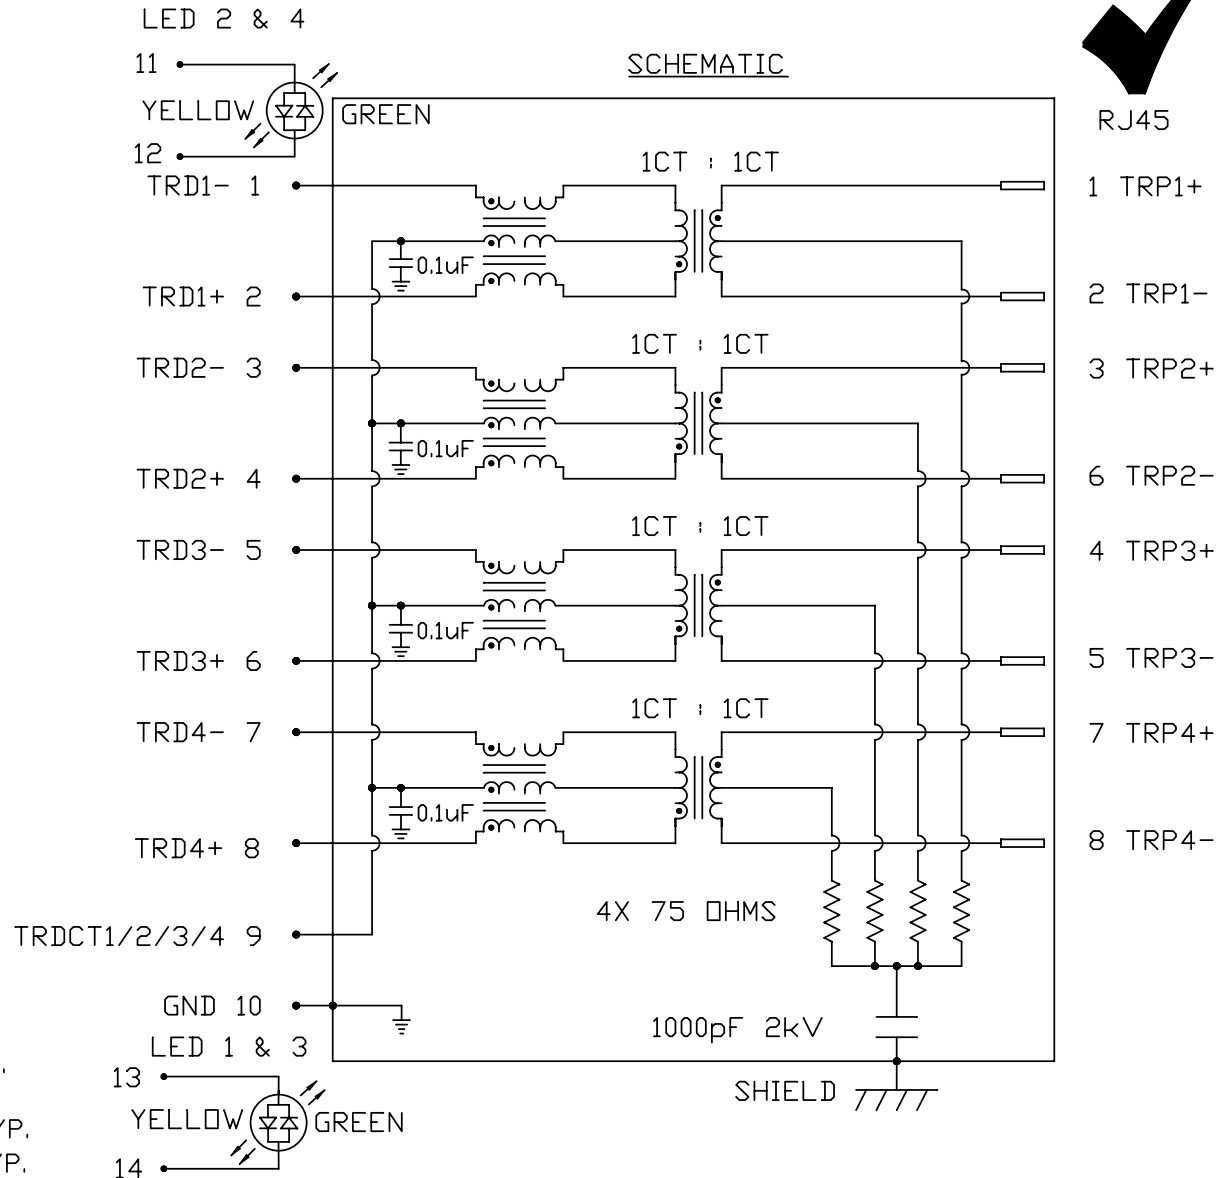 LED 2 & 4
11
SCHEMATIC
YELLOW
GREEN
RJ45
12
1CT : 1CT
TRD1- 1
1 TRP1+
0.1uF
TRD1+ 2
2 TRP1-
1CT : 1CT
TRD2- 3
3 TRP2+
0.1uF
TRD2+ 4
6 TRP2-
1CT : 1CT
TRD3- 5
4 TRP3+
0.1uF
TRD3+ 6
5 TRP3-
1CT : 1CT
TRD4- 7
7 TRP4+
0.1uF
TRD4+ 8
8 TRP4-
4X 75 OHMS
TRDCT1/2/3/4 9
GND 10
1000pF 2kV
LED 1 & 3
13
SHIELD
YELLOW
GREEN
14